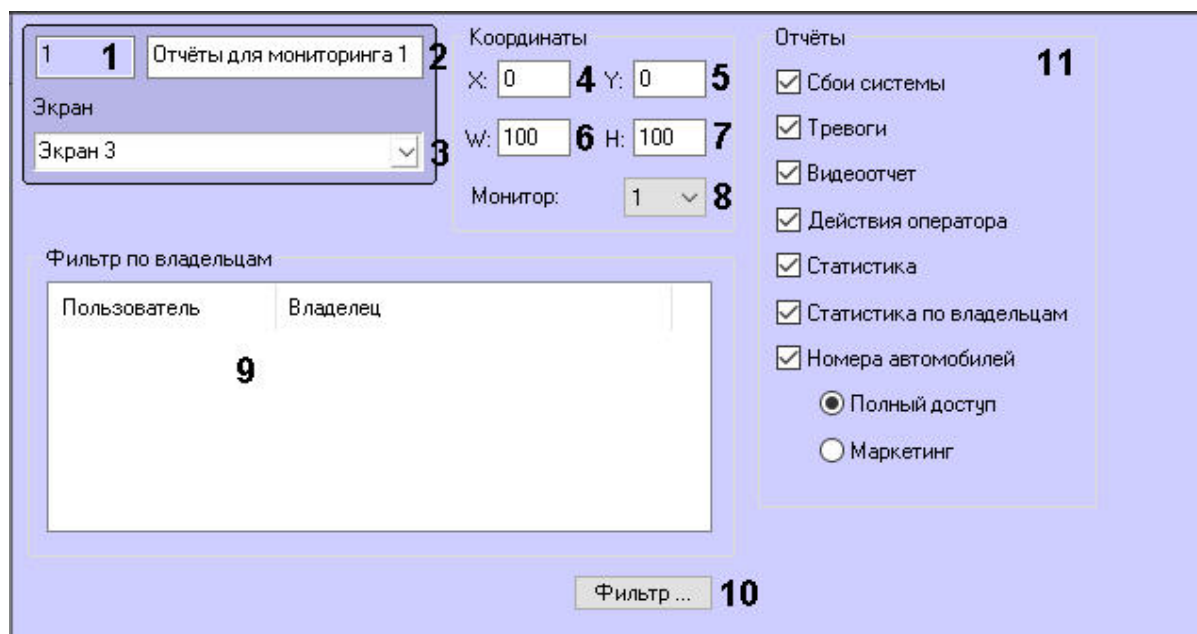 1 1 Отчёты для мониторинга 1 2
Экран
Экран 3 3
Координаты
X: 0 4 Y: 0 5
W: 100 6 H: 100 7
Монитор: 1 8
Фильтр по владельцам
Пользователь Владелец
9
Фильтр ... 10
Отчёты
11
Сбои системы
Тревоги
Видеоотчет
Действия оператора
Статистика
Статистика по владельцам
Номера автомобилей
Полный доступ
Маркетинг